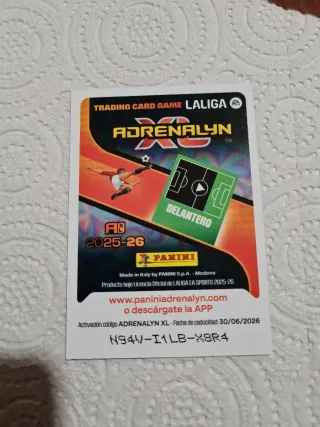 TRADING CARD GAME LALIGA
ADRENALYN
XL
TM
DELANTERO
2025-26
PANINI
Made in Italy by PANINI S.p.A. - Modena
Producto bajo Licencia Oficial de LALIGA EA SPORTS 2025-26
www.paniniadrenalyn.com
o descárgate la APP
Activación código ADRENALYN XL - Fecha de caducidad: 30/06/2026
N94V-I1LB-X8R4